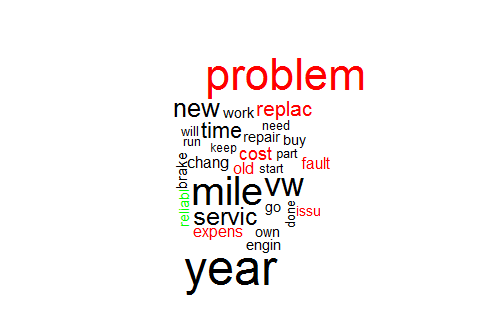 problem
new work replac
will time need
run keep repair buy
chang cost part fault
brake old start
mile vw
reliabl servic go done issu
expens own
engin
year